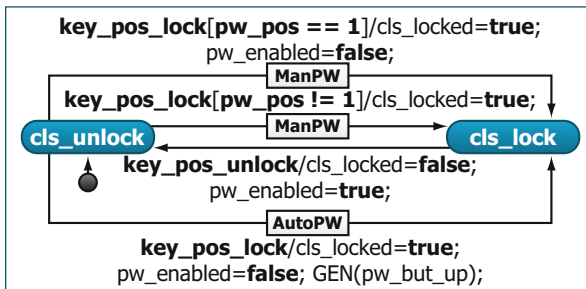 key_pos_lock[pw_pos == 1]/cls_locked=true;
pw_enabled=false;
ManPW
key_pos_lock[pw_pos != 1]/cls_locked=true;
cls_unlock
ManPW
cls_lock
key_pos_unlock/cls_locked=false;
pw_enabled=true;
AutoPW
key_pos_lock/cls_locked=true;
pw_enabled=false; GEN(pw_but_up);